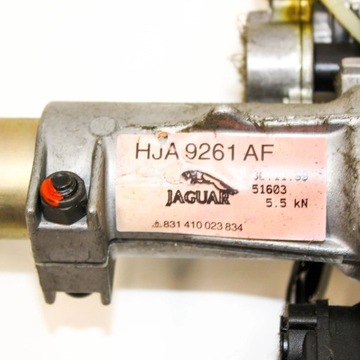 HJA 9261 AF
JAGUAR
51603
5.5 kN
831 410 023 834